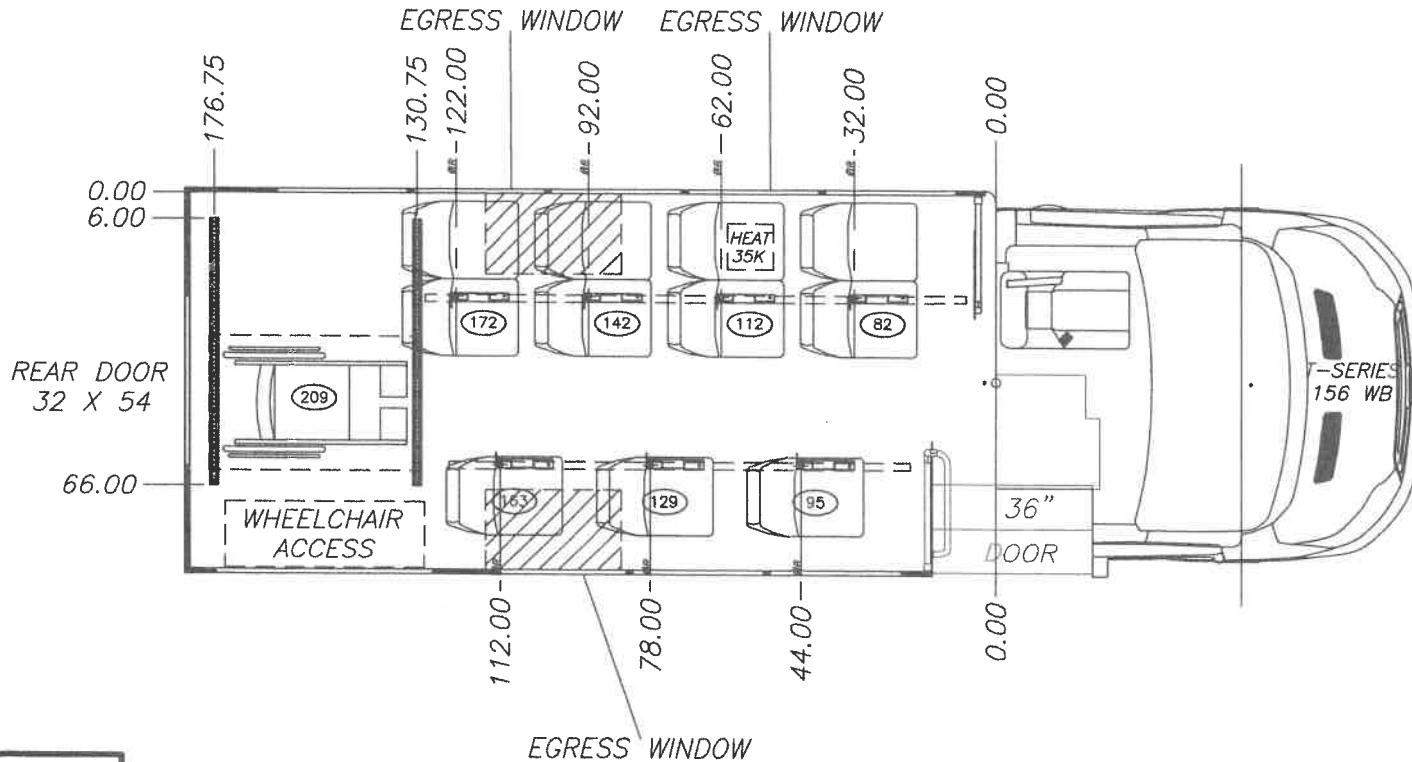 EGRESS WINDOW
EGRESS WINDOW
176.75
130.75
122.00
92.00
62.00
32.00
0.00
0.00
6.00
HEAT
35K
172
142
112
82
REAR DOOR
32 X 54
209
T-SERIES
156 WB
66.00
163
129
95
WHEELCHAIR
ACCESS
36"
DOOR
112.00
78.00
44.00
0.00
EGRESS WINDOW